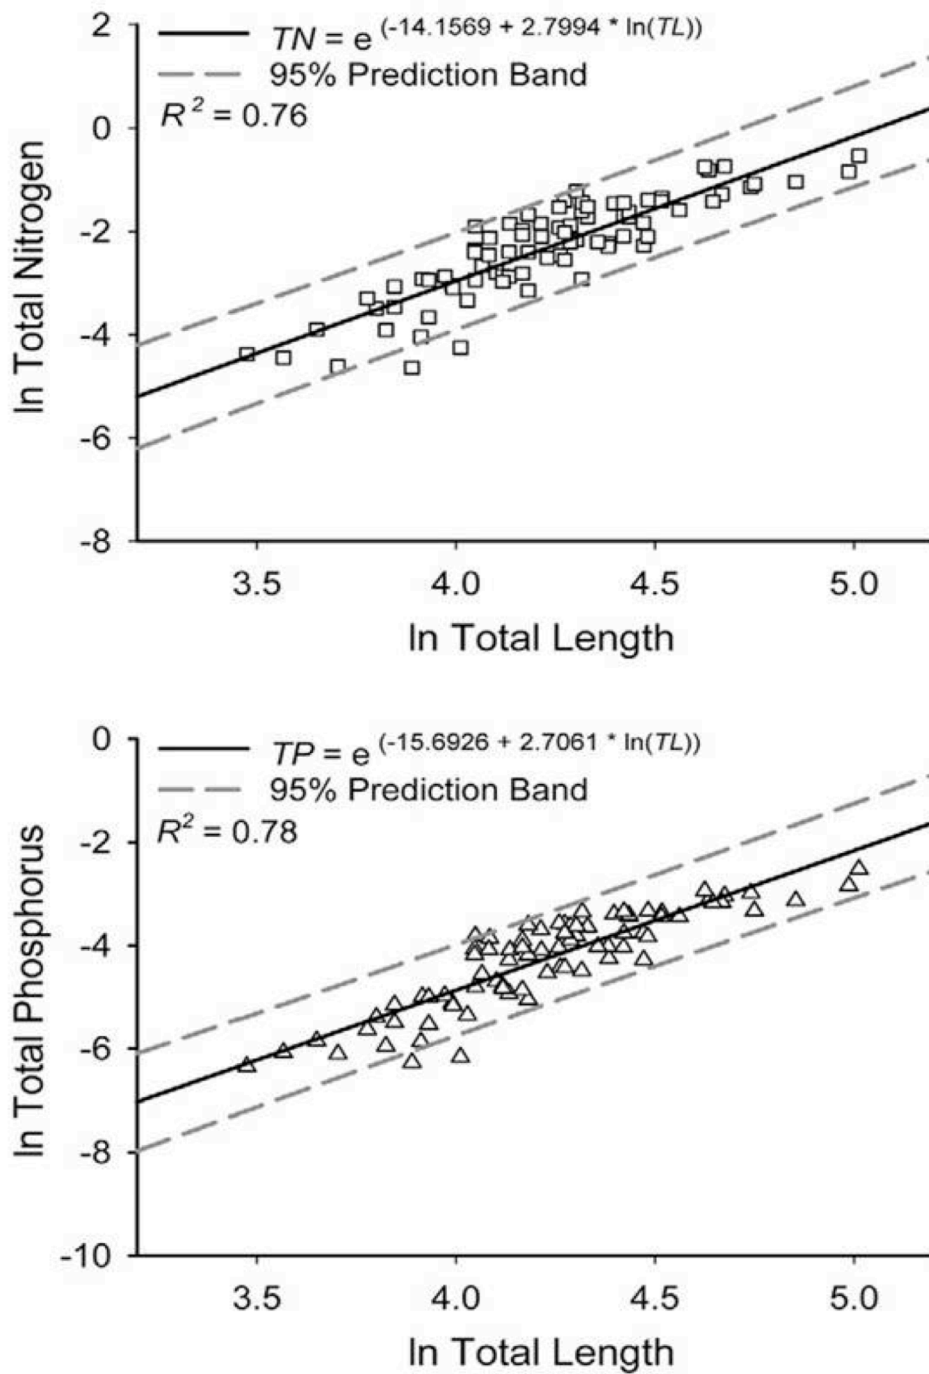 TN = e^(-14.1569 + 2.7994 * ln(TL))
95% Prediction Band
R² = 0.76
2
0
-2
-4
-6
-8
ln Total Nitrogen
3.5 4.0 4.5 5.0
ln Total Length
TP = e^(-15.6926 + 2.7061 * ln(TL))
95% Prediction Band
R² = 0.78
0
-2
-4
-6
-8
-10
ln Total Phosphorus
3.5 4.0 4.5 5.0
ln Total Length